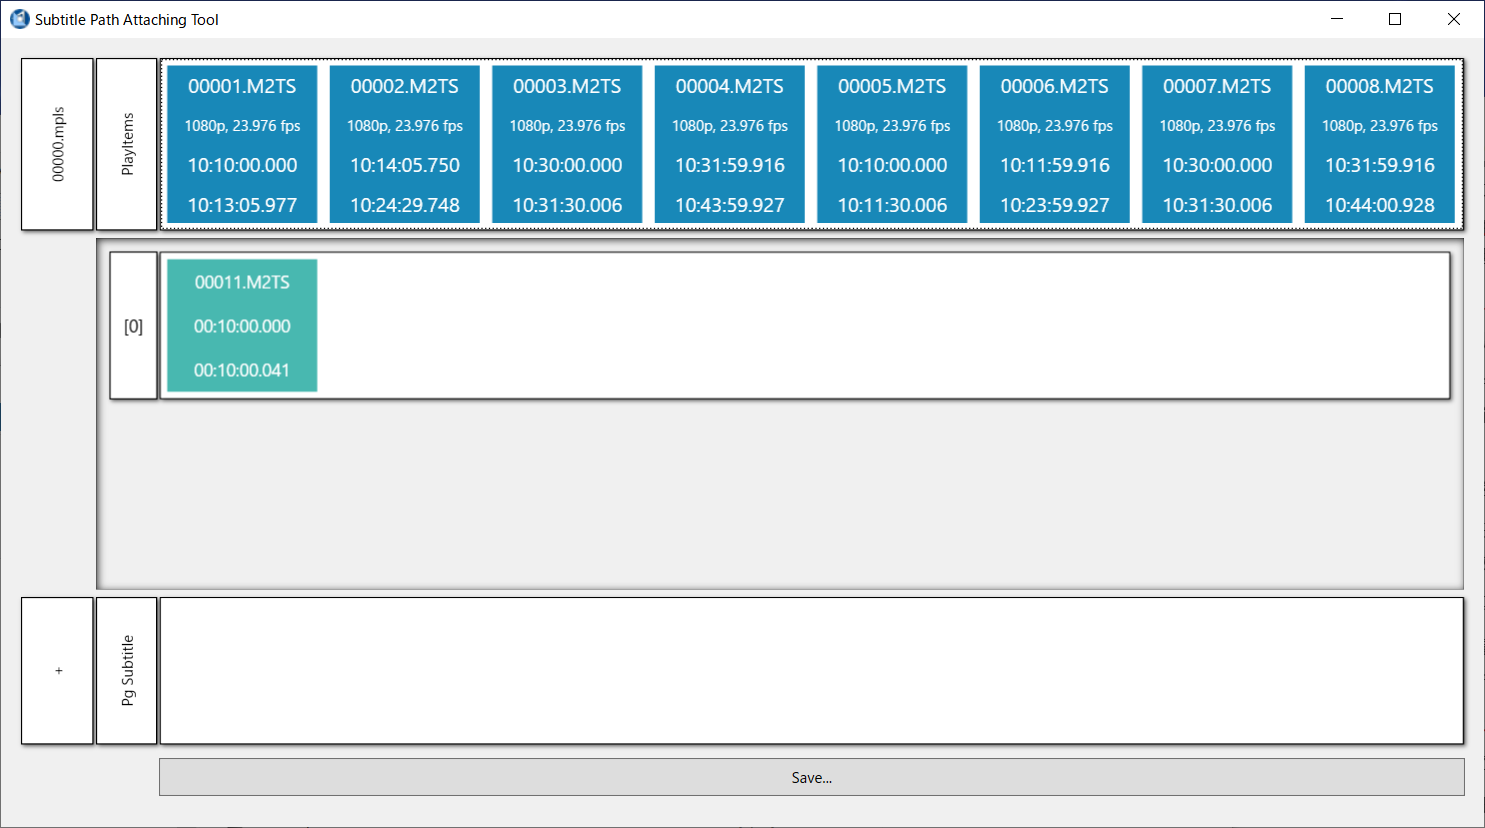 Subtitle Path Attaching Tool
00000.mpls
PlayItems
00001.M2TS
1080p, 23.976 fps
10:10:00.000
10:13:05.977
00002.M2TS
1080p, 23.976 fps
10:14:05.750
10:24:29.748
00003.M2TS
1080p, 23.976 fps
10:30:00.000
10:31:30.006
00004.M2TS
1080p, 23.976 fps
10:31:59.916
10:43:59.927
00005.M2TS
1080p, 23.976 fps
10:10:00.000
10:11:30.006
00006.M2TS
1080p, 23.976 fps
10:11:59.916
10:23:59.927
00007.M2TS
1080p, 23.976 fps
10:30:00.000
10:31:30.006
00008.M2TS
1080p, 23.976 fps
10:31:59.916
10:44:00.928
[0]
00011.M2TS
00:10:00.000
00:10:00.041
+
Pg Subtitle
Save...